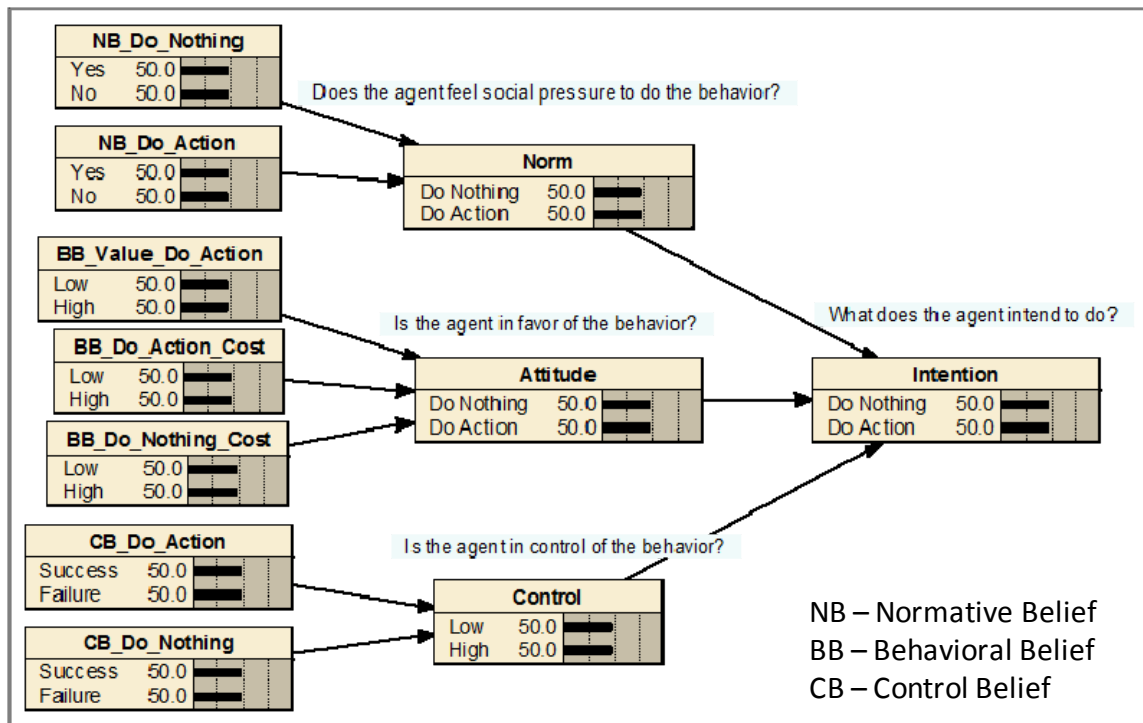 NB_Do_Nothing
Yes 50.0
No 50.0
Does the agent feel social pressure to do the behavior?
NB_Do_Action
Yes 50.0
No 50.0
Norm
Do Nothing 50.0
Do Action 50.0
BB_Value_Do_Action
Low 50.0
High 50.0
Is the agent in favor of the behavior?
What does the agent intend to do?
BB_Do_Action_Cost
Low 50.0
High 50.0
Attitude
Do Nothing 50.0
Do Action 50.0
Intention
Do Nothing 50.0
Do Action 50.0
BB_Do_Nothing_Cost
Low 50.0
High 50.0
CB_Do_Action
Success 50.0
Failure 50.0
Is the agent in control of the behavior?
Control
Low 50.0
High 50.0
CB_Do_Nothing
Success 50.0
Failure 50.0
NB – Normative Belief
BB – Behavioral Belief
CB – Control Belief